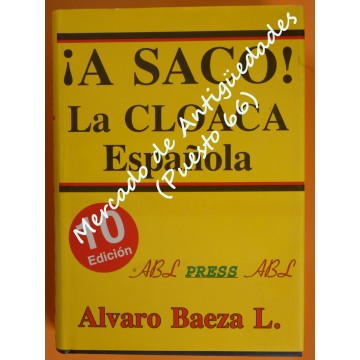 ¡A SACO!
La CLOACA
Española
10
Edición
ABL PRESS ABL
Alvaro Baeza L.
Mercado de Antigüedades
(Puesto 66)